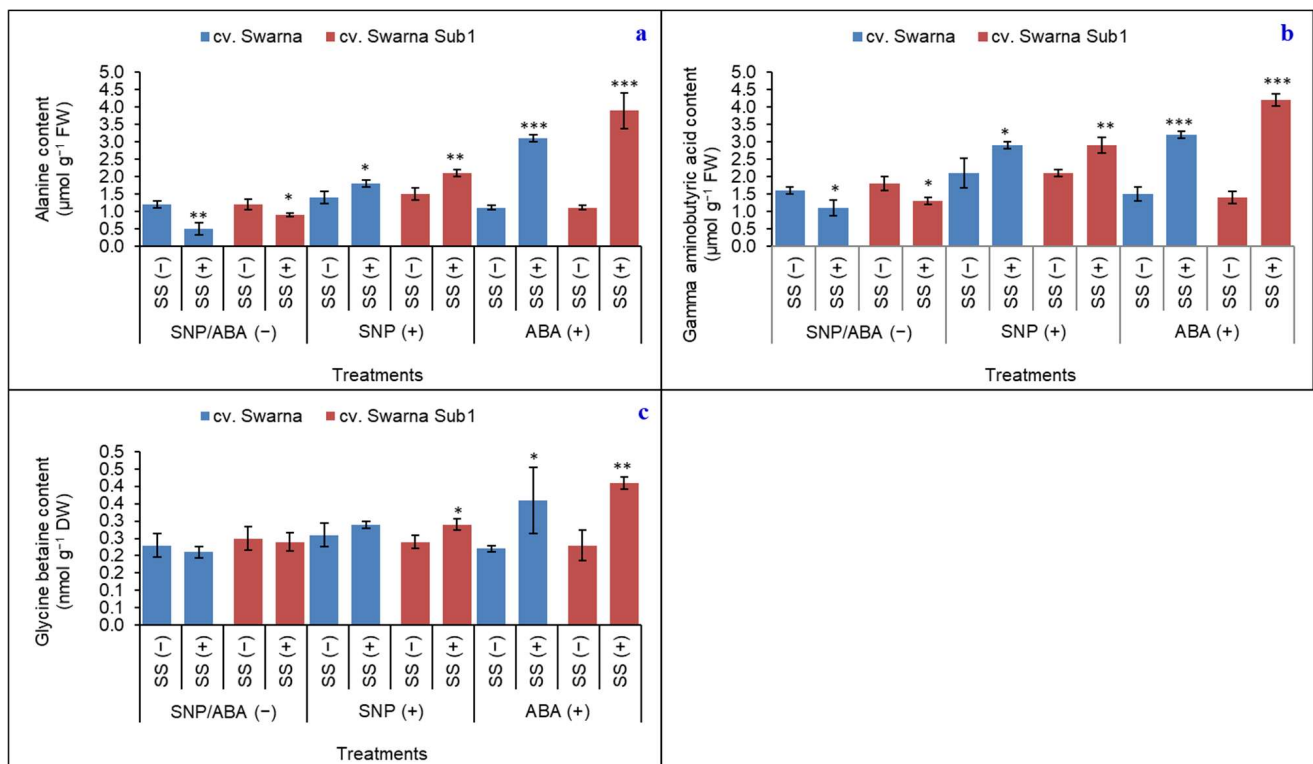 cv. Swarna cv. Swarna Sub1 a
Alanine content
(µmol g⁻¹ FW)
5.0
4.5
4.0
3.5
3.0
2.5
2.0
1.5
1.0
0.5
0.0
** * * ** *** ***
SS (−) SS (+) SS (−) SS (+) SS (−) SS (+) SS (−) SS (+) SS (−) SS (+) SS (−) SS (+)
SNP/ABA (−) SNP (+) ABA (+)
Treatments
cv. Swarna cv. Swarna Sub1 b
Gamma aminobutyric acid content
(µmol g⁻¹ FW)
5.0
4.5
4.0
3.5
3.0
2.5
2.0
1.5
1.0
0.5
0.0
* * * ** *** ***
SS (−) SS (+) SS (−) SS (+) SS (−) SS (+) SS (−) SS (+) SS (−) SS (+) SS (−) SS (+)
SNP/ABA (−) SNP (+) ABA (+)
Treatments
cv. Swarna cv. Swarna Sub1 c
Glycine betaine content
(nmol g⁻¹ DW)
0.5
0.5
0.4
0.4
0.3
0.3
0.2
0.2
0.1
0.1
0.0
* * **
SS (−) SS (+) SS (−) SS (+) SS (−) SS (+) SS (−) SS (+) SS (−) SS (+) SS (−) SS (+)
SNP/ABA (−) SNP (+) ABA (+)
Treatments